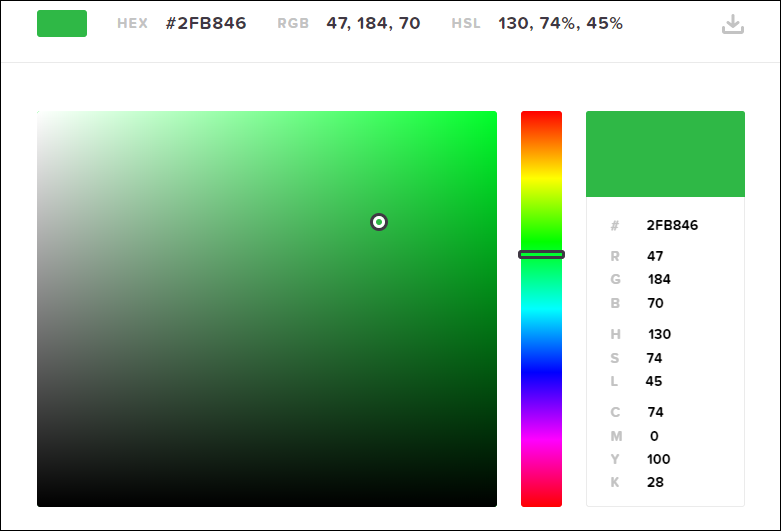 HEX #2FB846 RGB 47, 184, 70 HSL 130, 74%, 45%
# 2FB846
R 47
G 184
B 70
H 130
S 74
L 45
C 74
M 0
Y 100
K 28